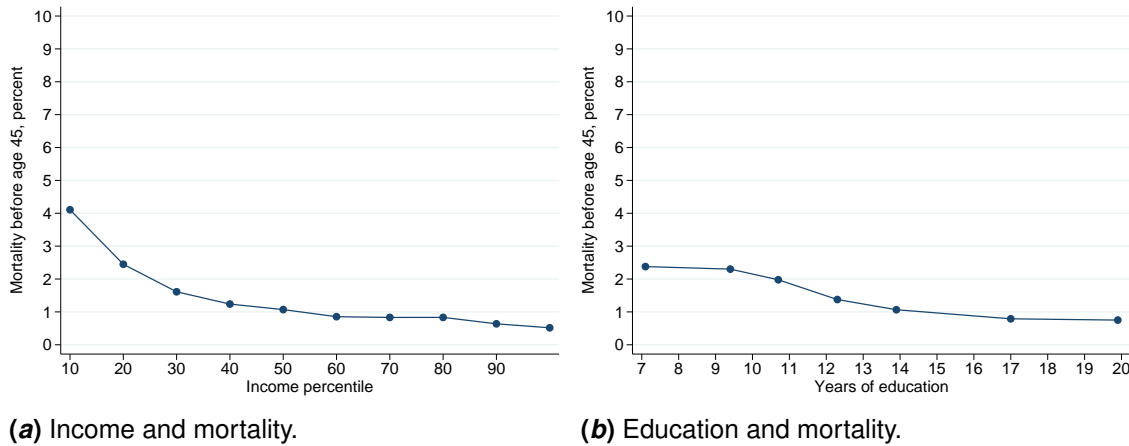 10
9
8
7
6
5
4
3
2
1
0
Mortality before age 45, percent
10 20 30 40 50 60 70 80 90
Income percentile
(a) Income and mortality.
10
9
8
7
6
5
4
3
2
1
0
Mortality before age 45, percent
7 8 9 10 11 12 13 14 15 16 17 18 19 20
Years of education
(b) Education and mortality.